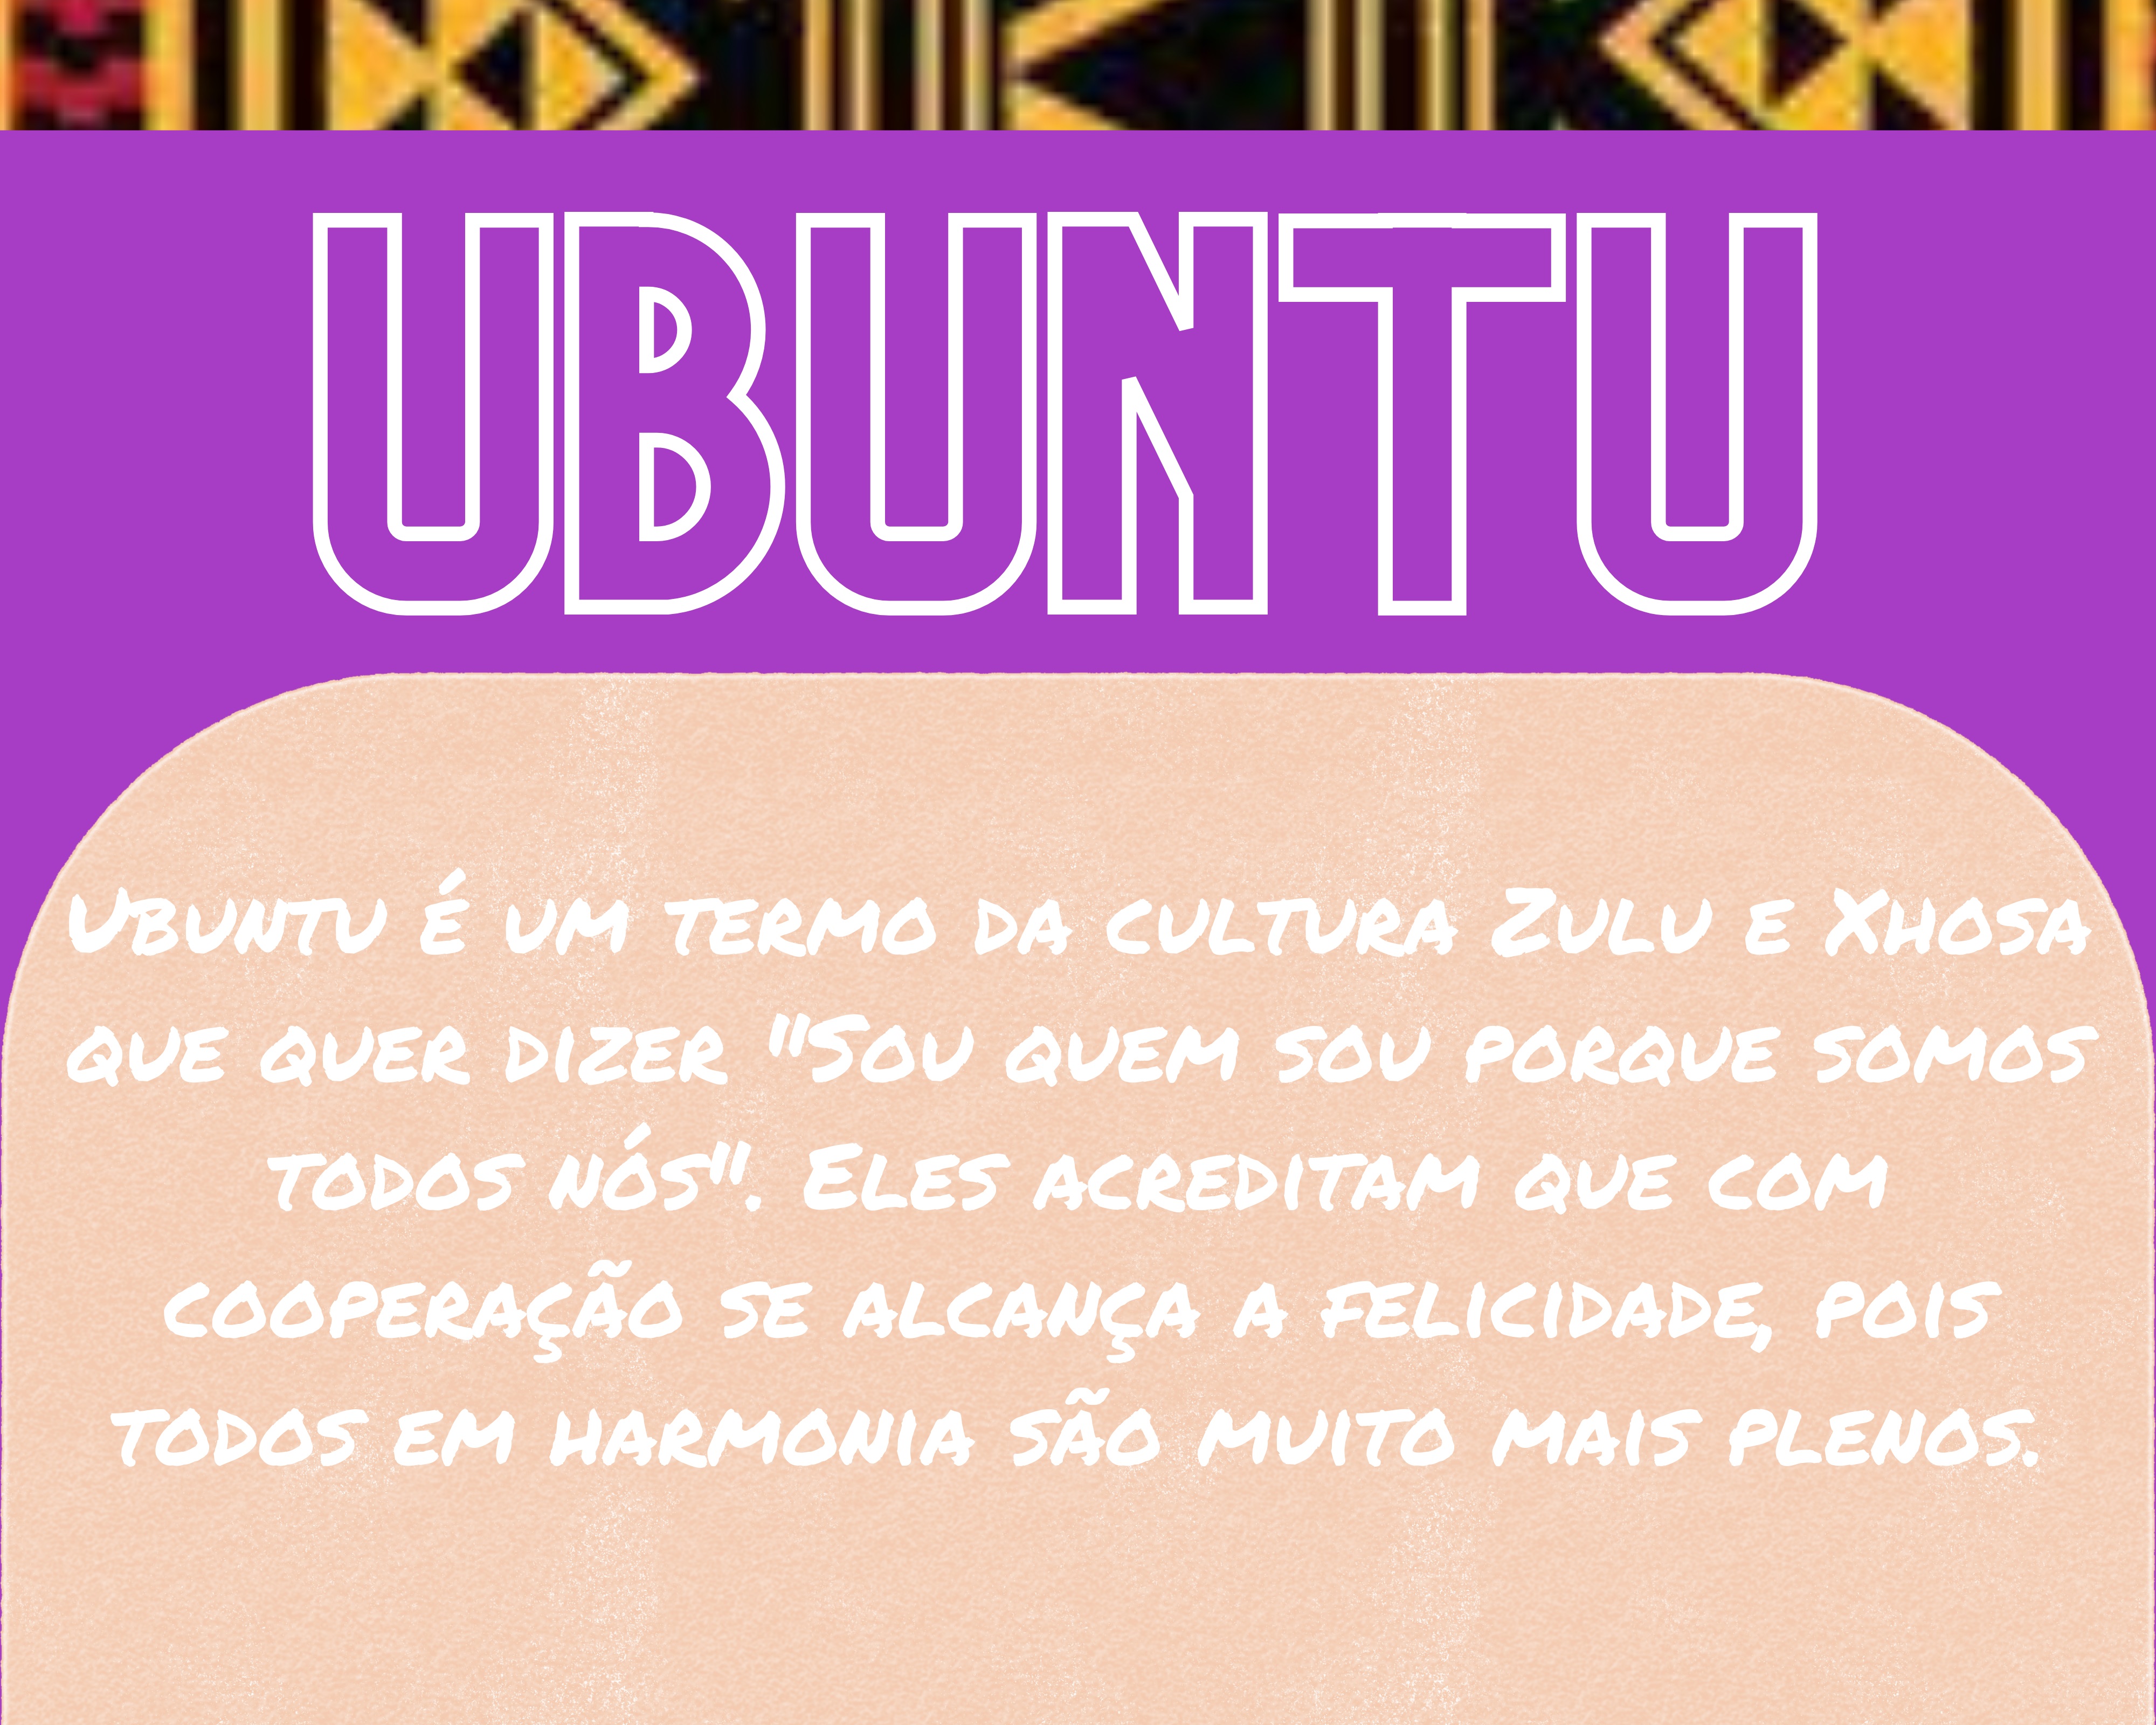 UBUNTU
Ubuntu é um termo da cultura Zulu e Xhosa
que quer dizer "Sou quem sou porque somos
todos nós". Eles acreditam que com
cooperação se alcança a felicidade, pois
todos em harmonia são muito mais plenos.